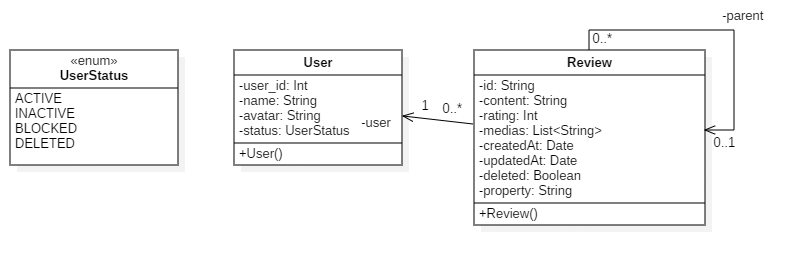 -parent
«enum»
UserStatus
ACTIVE
INACTIVE
BLOCKED
DELETED
User
-user_id: Int
-name: String
-avatar: String
-status: UserStatus
+User()
-user
1
0..*
0..*
Review
-id: String
-content: String
-rating: Int
-medias: List<String>
-createdAt: Date
-updatedAt: Date
-deleted: Boolean
-property: String
+Review()
0..1